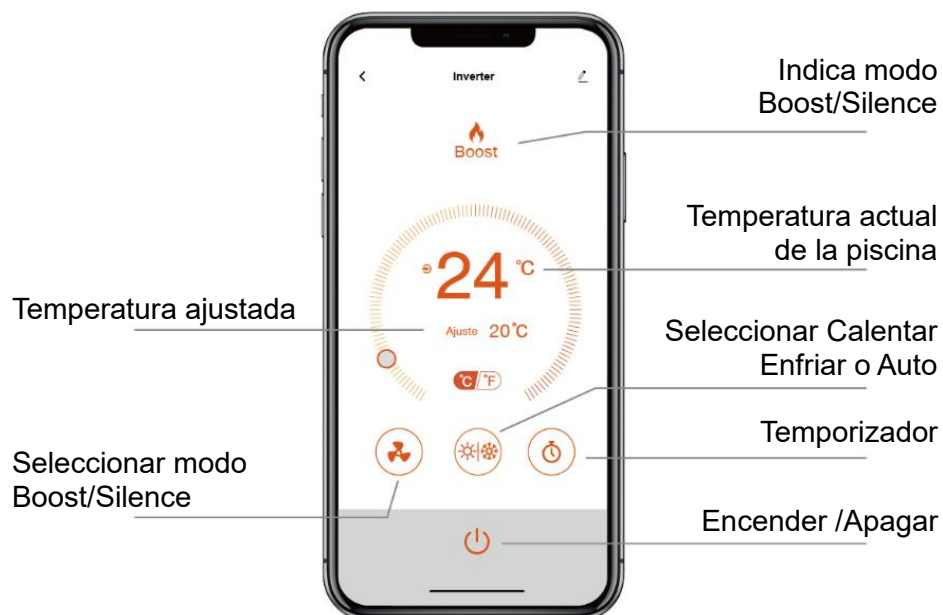 Inverter
Indica modo
Boost/Silence
Boost
Temperatura actual
de la piscina
24 °C
Temperatura ajustada
Ajuste 20°C
Seleccionar Calentar
Enfriar o Auto
°C/°F
Temporizador
Seleccionar modo
Boost/Silence
Encender /Apagar